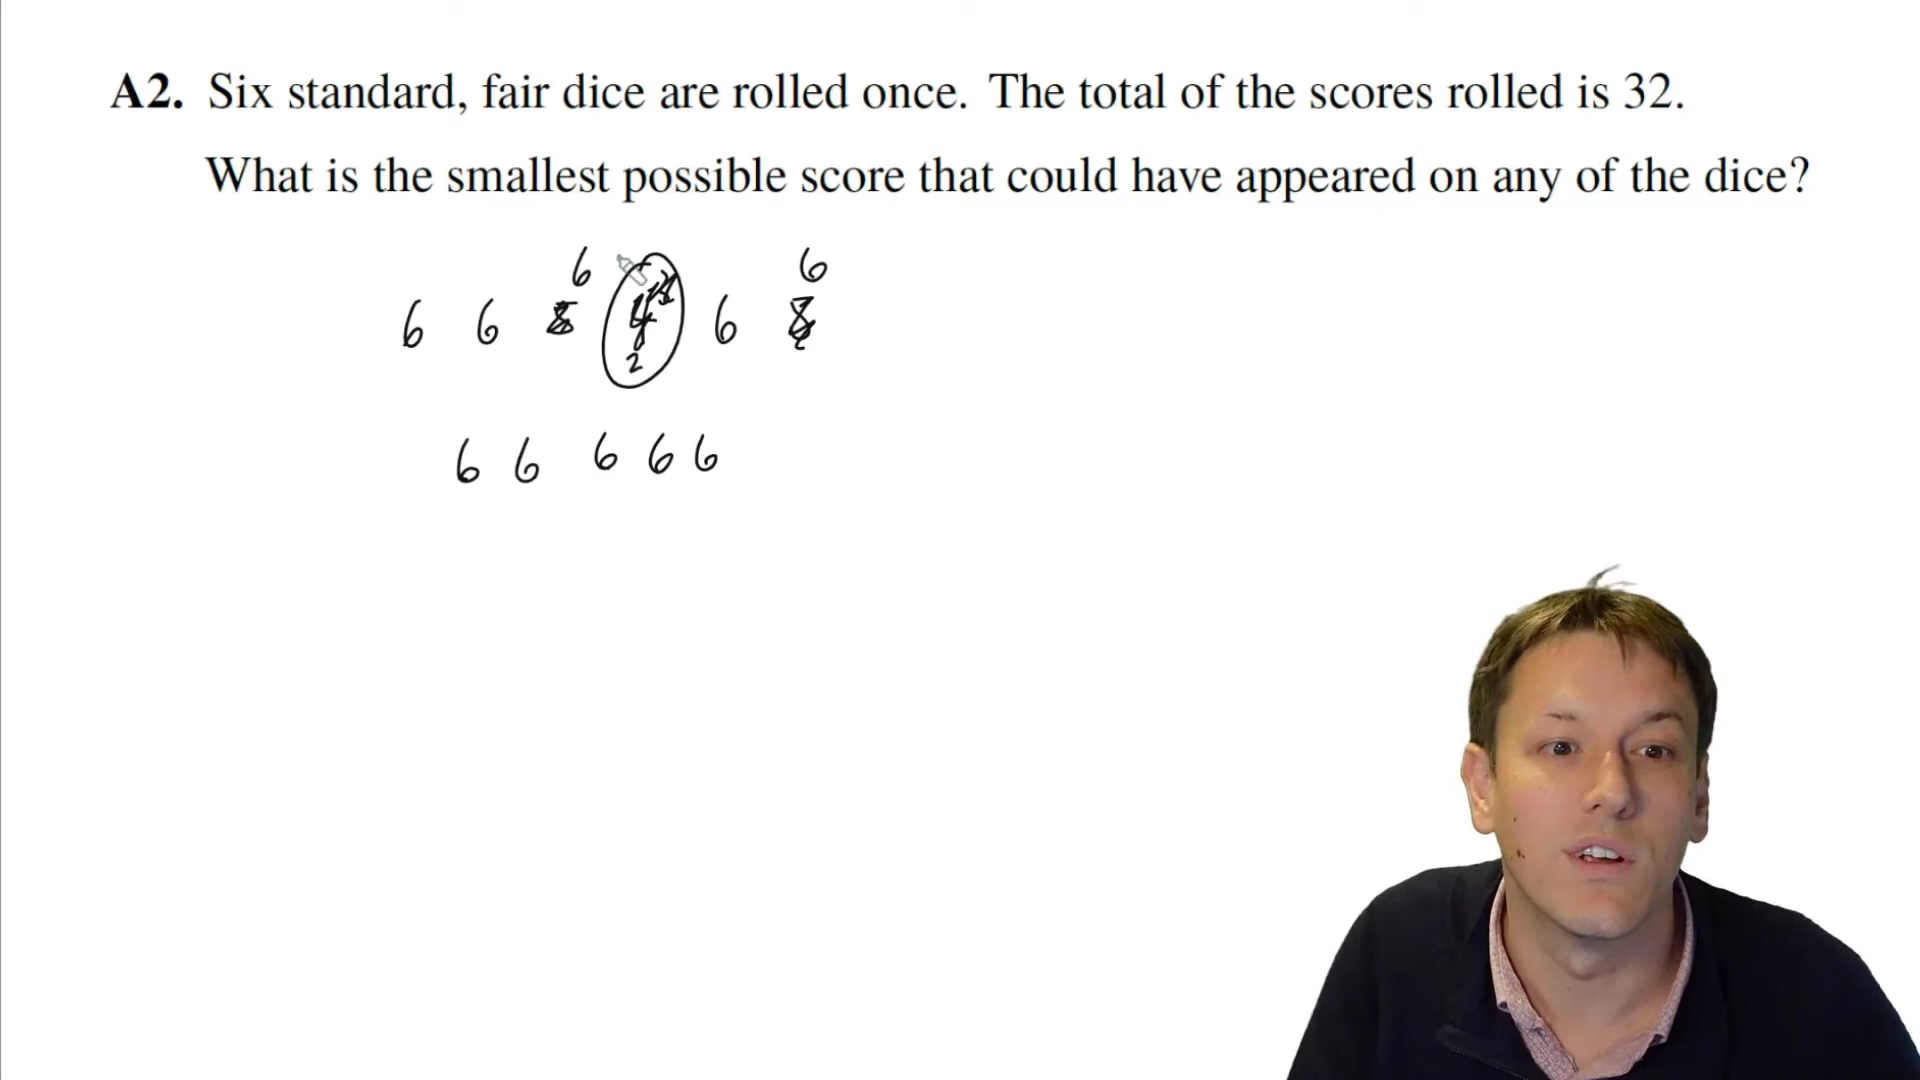 A2. Six standard, fair dice are rolled once. The total of the scores rolled is 32.
What is the smallest possible score that could have appeared on any of the dice?
6 6
6 6 6
2
6 6 6 6 6